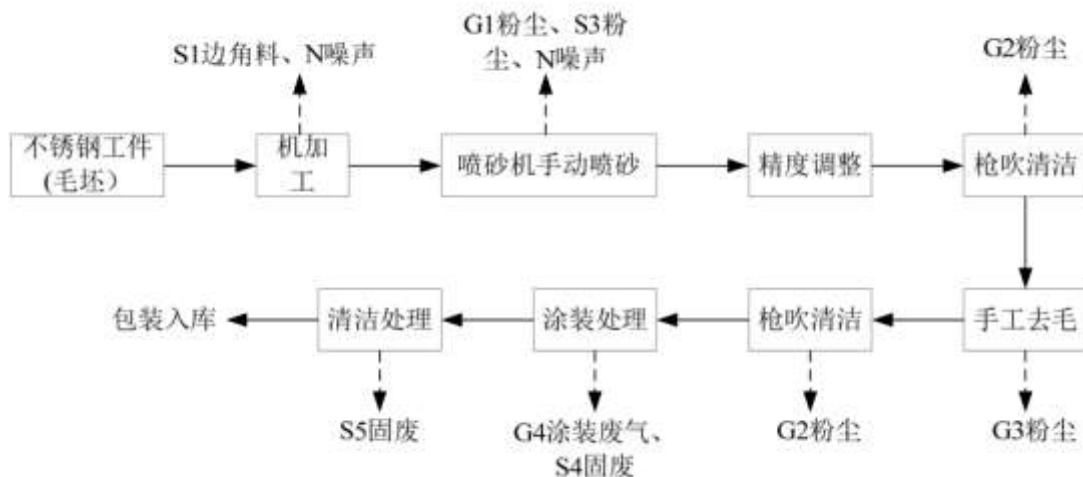 G1粉尘、S3粉
尘、N噪声
S1边角料、N噪声
G2粉尘
不锈钢工件
(毛坯）
机加
工
喷砂机手动喷砂
精度调整
枪吹清洁
包装入库
清洁处理
涂装处理
枪吹清洁
手工去毛
S5固废
G4涂装废气、
S4固废
G2粉尘
G3粉尘